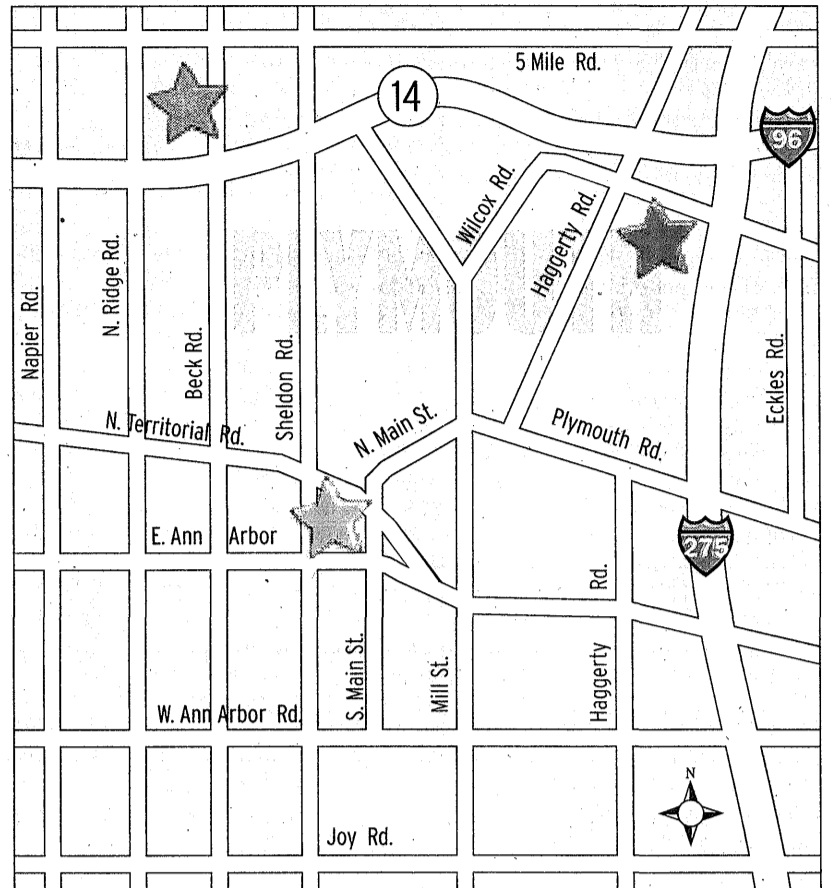 5 Mile Rd.
14
96
Wilcox Rd.
Haggerty Rd.
N. Ridge Rd.
Napier Rd.
Beck Rd.
Sheldon Rd.
Eckles Rd.
N. Territorial Rd.
N. Main St.
Plymouth Rd.
E. Ann Arbor
275
Rd.
Haggerty
S. Main St.
Mill St.
W. Ann Arbor Rd.
N
Joy Rd.